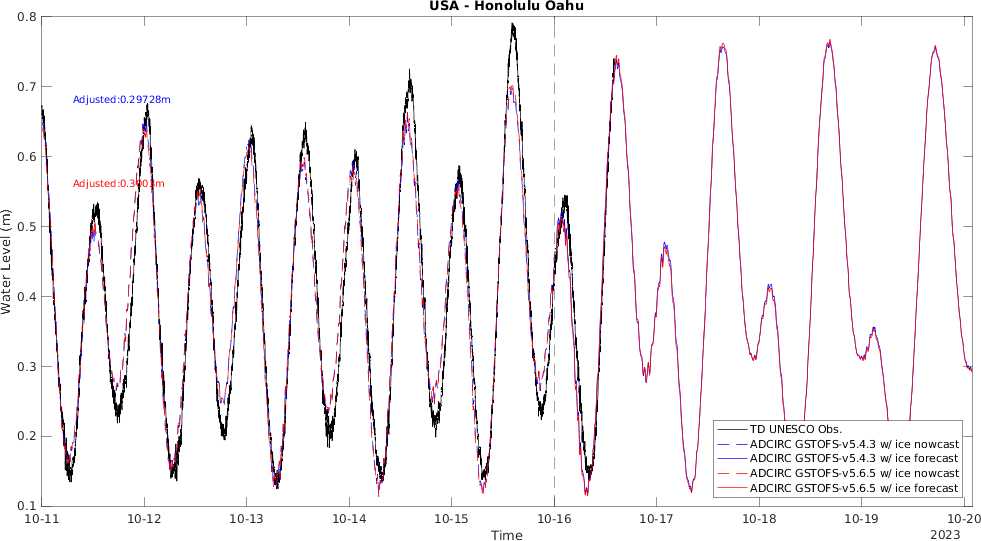 USA - Honolulu Oahu
Adjusted:0.29728m
Adjusted:0.3003m
Water Level (m)
0.8
0.7
0.6
0.5
0.4
0.3
0.2
0.1
TD UNESCO Obs.
ADCIRC GSTOFS-v5.4.3 w/ ice nowcast
ADCIRC GSTOFS-v5.4.3 w/ ice forecast
ADCIRC GSTOFS-v5.6.5 w/ ice nowcast
ADCIRC GSTOFS-v5.6.5 w/ ice forecast
10-11 10-12 10-13 10-14 10-15 10-16 10-17 10-18 10-19 10-20
Time
2023